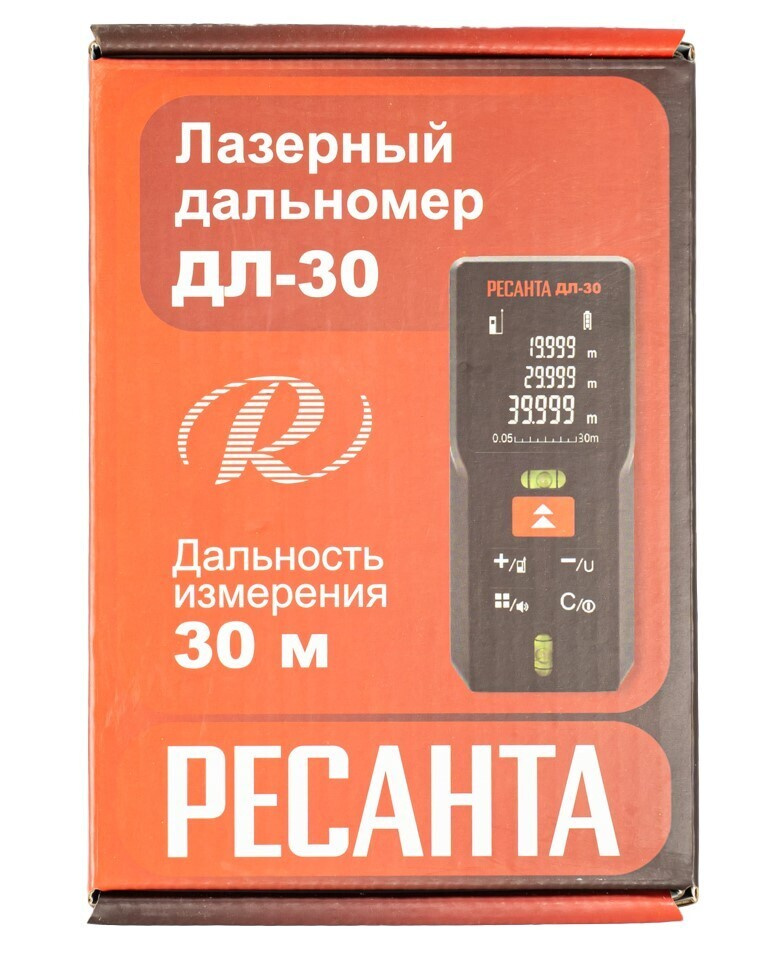 Лазерный
дальномер
ДЛ-30
РЕСАНТА ДЛ-30
19.999 m
29.999 m
39.999 m
0.05 30m
R
Дальность
измерения
30 м
+/
−/U
C/
РЕСАНТА